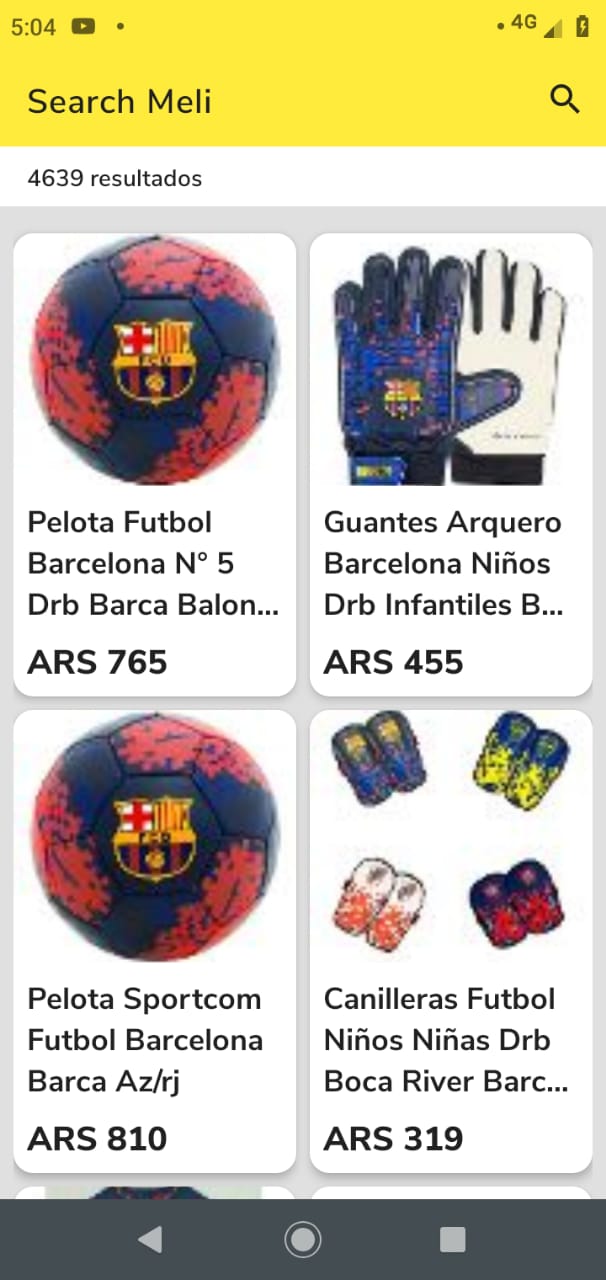 5:04
4G
Search Meli
4639 resultados
Pelota Futbol
Barcelona N° 5
Drb Barca Balon...
ARS 765
Guantes Arquero
Barcelona Niños
Drb Infantiles B...
ARS 455
Pelota Sportcom
Futbol Barcelona
Barca Az/rj
ARS 810
Canilleras Futbol
Niños Niñas Drb
Boca River Barc...
ARS 319